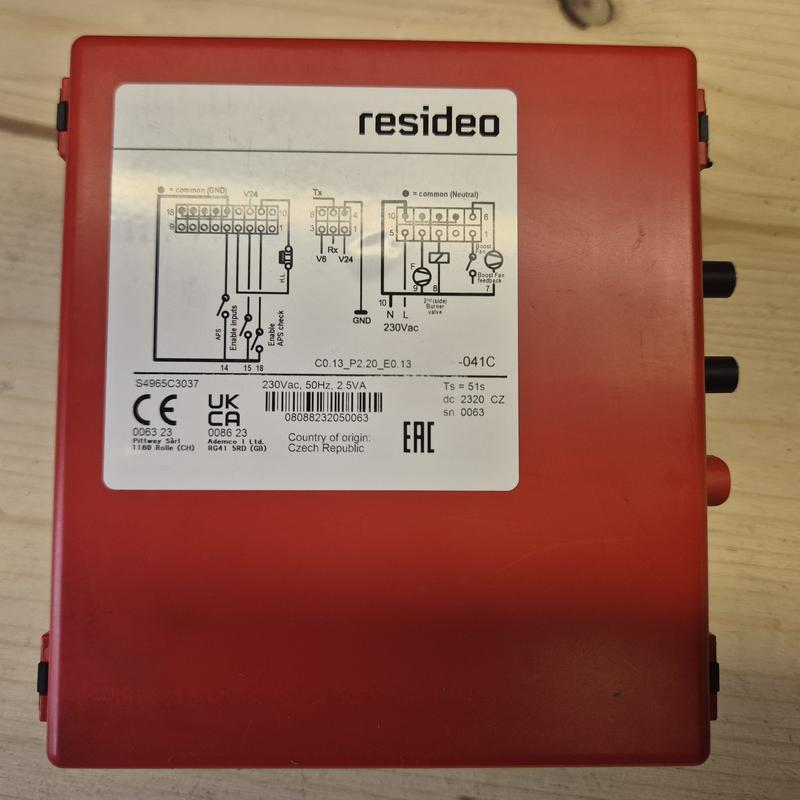 resideo
= common (GND)
V24
18
10
9
1
H.L.
APS
Enable Inputs
Enable
APS check
14
15
18
Tx
6
4
3
1
Rx
V6
V24
GND
= common (Neutral)
10
6
5
1
F
Boost
Fan
Boost Fan
feedback
10
9
8
7
N
L
2nd (side)
Burner
valve
230Vac
C0.13_P2.20_E0.13
-041C
S4965C3037
230Vac, 50Hz, 2.5VA
Ts = 51s
dc 2320 CZ
sn 0063
CE
UK
CA
08088232050063
0063 23
Pittway Sàrl
1180 Rolle (CH)
0086 23
Ademco 1 Ltd.
RG41 5RD (GB)
Country of origin:
Czech Republic
EAC